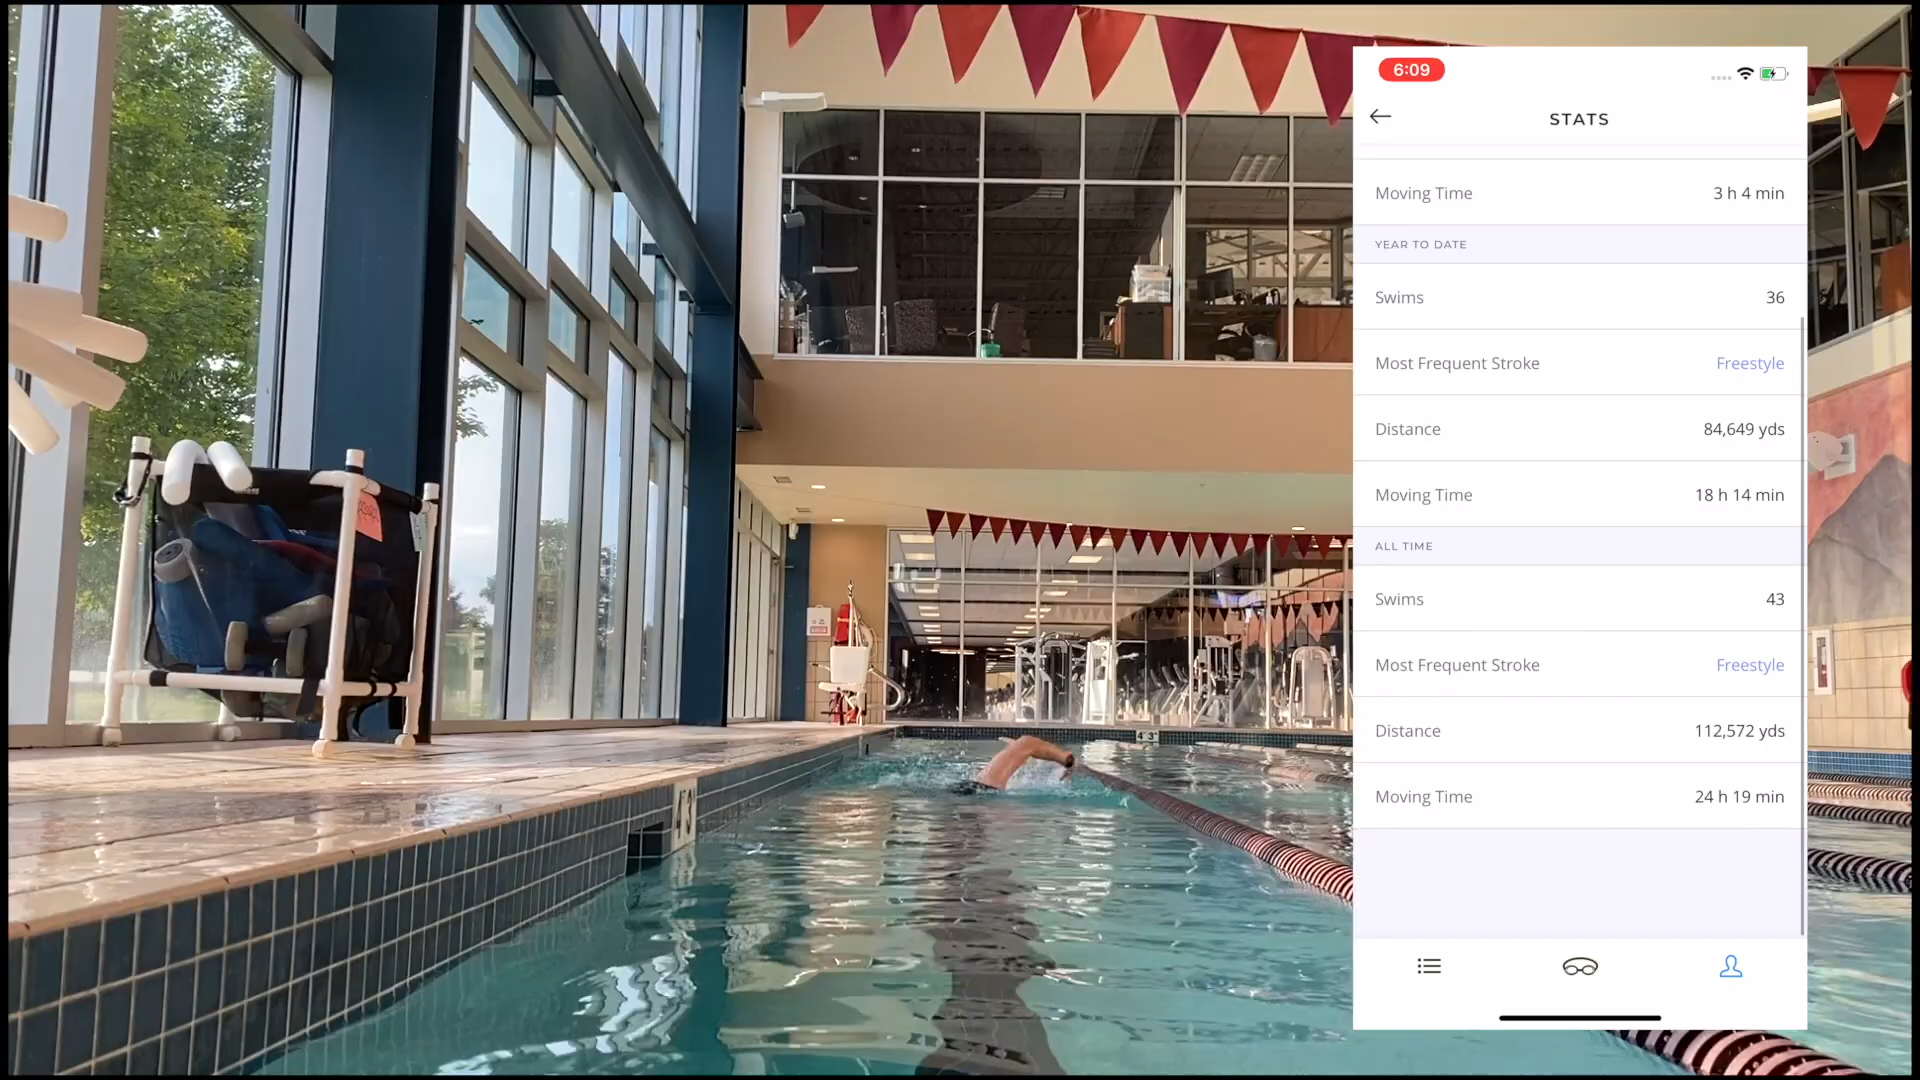 6:09
STATS
Moving Time 3 h 4 min
YEAR TO DATE
Swims 36
Most Frequent Stroke Freestyle
Distance 84,649 yds
Moving Time 18 h 14 min
ALL TIME
Swims 43
Most Frequent Stroke Freestyle
Distance 112,572 yds
Moving Time 24 h 19 min
4 3